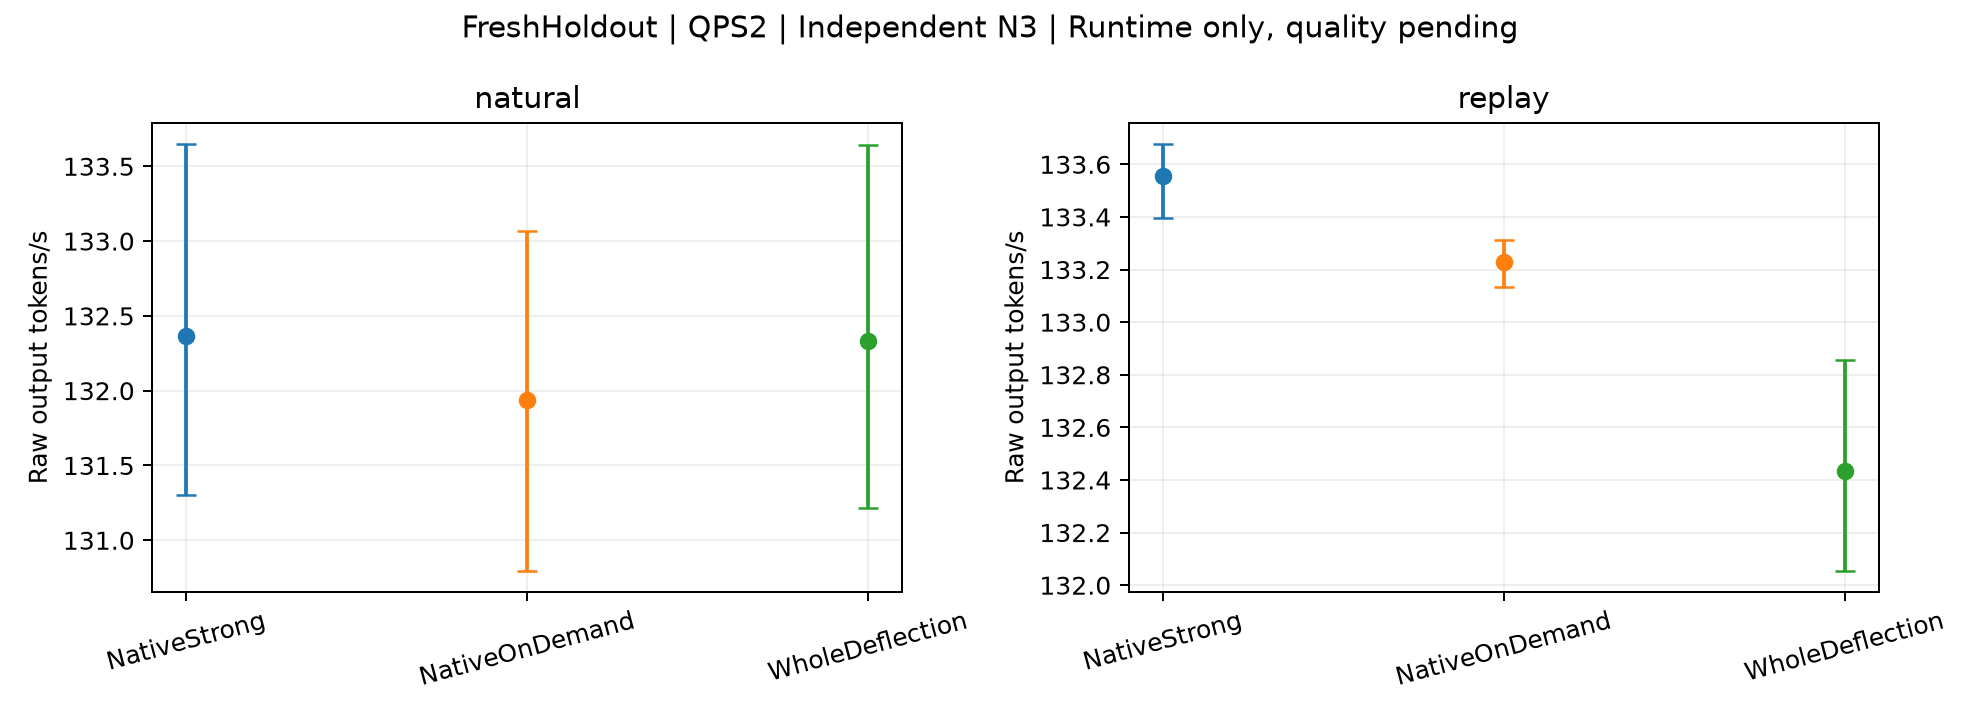 FreshHoldout | QPS2 | Independent N3 | Runtime only, quality pending
natural
Raw output tokens/s
133.5
133.0
132.5
132.0
131.5
131.0
NativeStrong
NativeOnDemand
WholeDeflection
replay
Raw output tokens/s
133.6
133.4
133.2
133.0
132.8
132.6
132.4
132.2
132.0
NativeStrong
NativeOnDemand
WholeDeflection